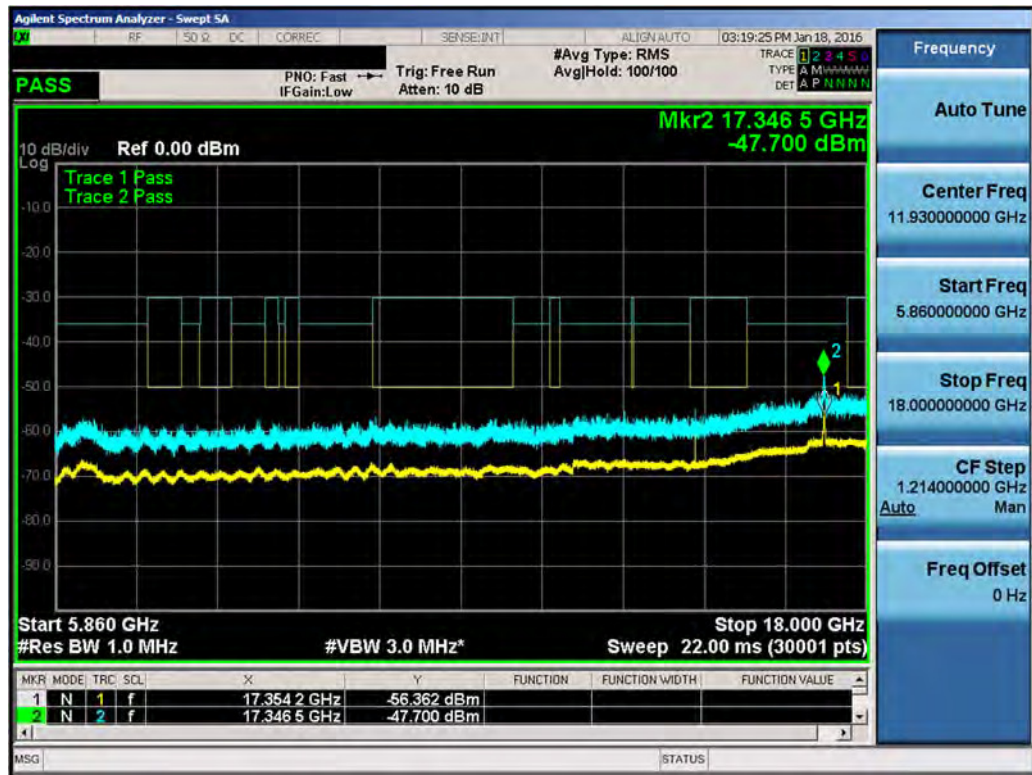 Agilent Spectrum Analyzer - Swept SA
LXI RF 50 Ω DC CORREC SENSE:INT ALIGN AUTO 03:19:25 PM Jan 18, 2016
PASS
PNO: Fast
IFGain:Low
Trig: Free Run
Atten: 10 dB
#Avg Type: RMS
Avg|Hold: 100/100
TRACE 1 2 3 4 5 6
TYPE A M W W W W
DET A P N N N N
Mkr2 17.346 5 GHz
-47.700 dBm
10 dB/div Ref 0.00 dBm
Log
Trace 1 Pass
Trace 2 Pass
-10.0
-20.0
-30.0
-40.0
-50.0
-60.0
-70.0
-80.0
-90.0
2
1
Start 5.860 GHz Stop 18.000 GHz
#Res BW 1.0 MHz #VBW 3.0 MHz* Sweep 22.00 ms (30001 pts)
MKR MODE TRC SCL X Y FUNCTION FUNCTION WIDTH FUNCTION VALUE
1 N 1 f 17.354 2 GHz -56.362 dBm
2 N 2 f 17.346 5 GHz -47.700 dBm
MSG STATUS
Frequency
Auto Tune
Center Freq
11.930000000 GHz
Start Freq
5.860000000 GHz
Stop Freq
18.000000000 GHz
CF Step
1.214000000 GHz
Auto Man
Freq Offset
0 Hz